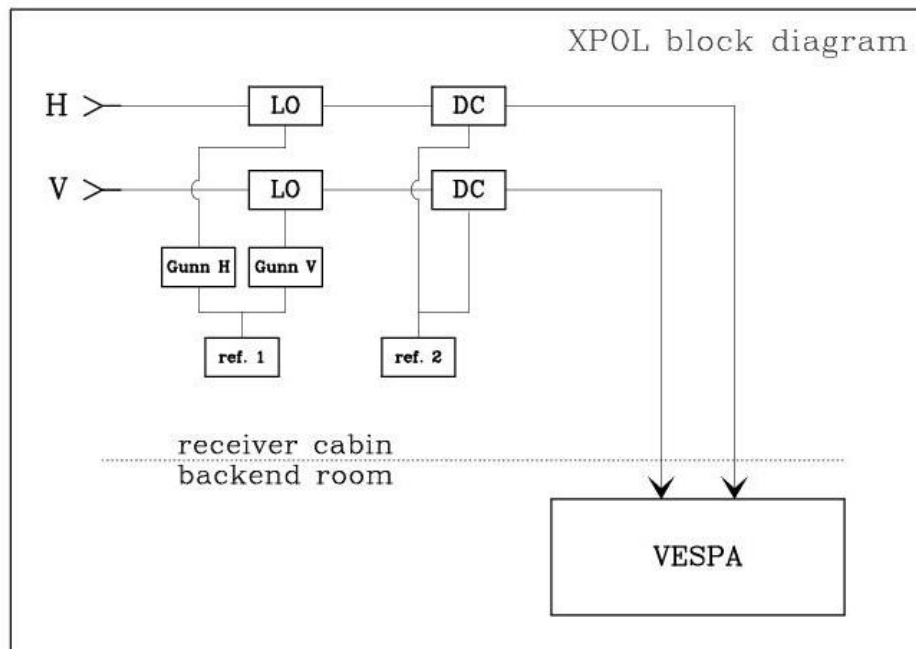 XPOL block diagram
H LO DC
V LO DC
Gunn H Gunn V
ref. 1 ref. 2
receiver cabin
backend room
VESPA